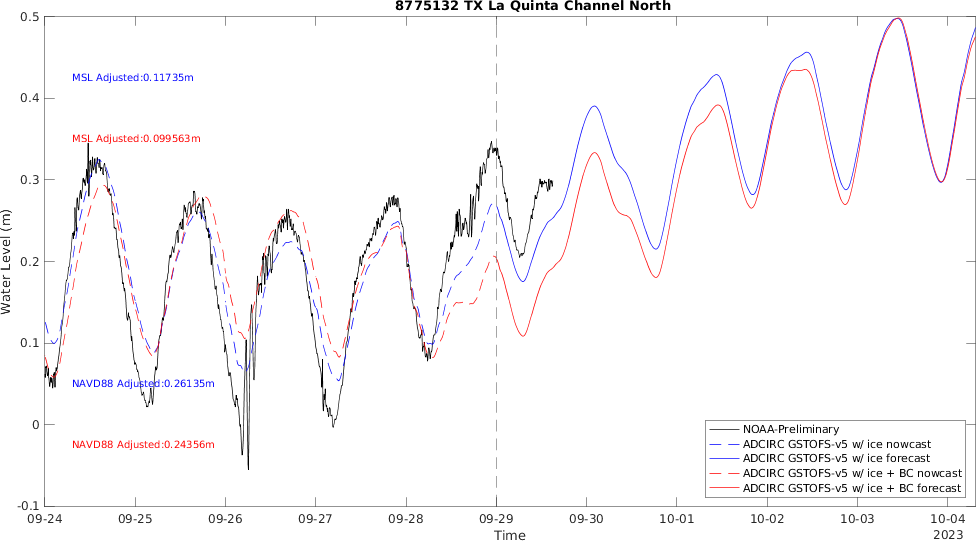 8775132 TX La Quinta Channel North
0.5
0.4
0.3
0.2
0.1
0
-0.1
Water Level (m)
MSL Adjusted:0.11735m
MSL Adjusted:0.099563m
NAVD88 Adjusted:0.26135m
NAVD88 Adjusted:0.24356m
NOAA-Preliminary
ADCIRC GSTOFS-v5 w/ ice nowcast
ADCIRC GSTOFS-v5 w/ ice forecast
ADCIRC GSTOFS-v5 w/ ice + BC nowcast
ADCIRC GSTOFS-v5 w/ ice + BC forecast
09-24 09-25 09-26 09-27 09-28 09-29 09-30 10-01 10-02 10-03 10-04
Time
2023